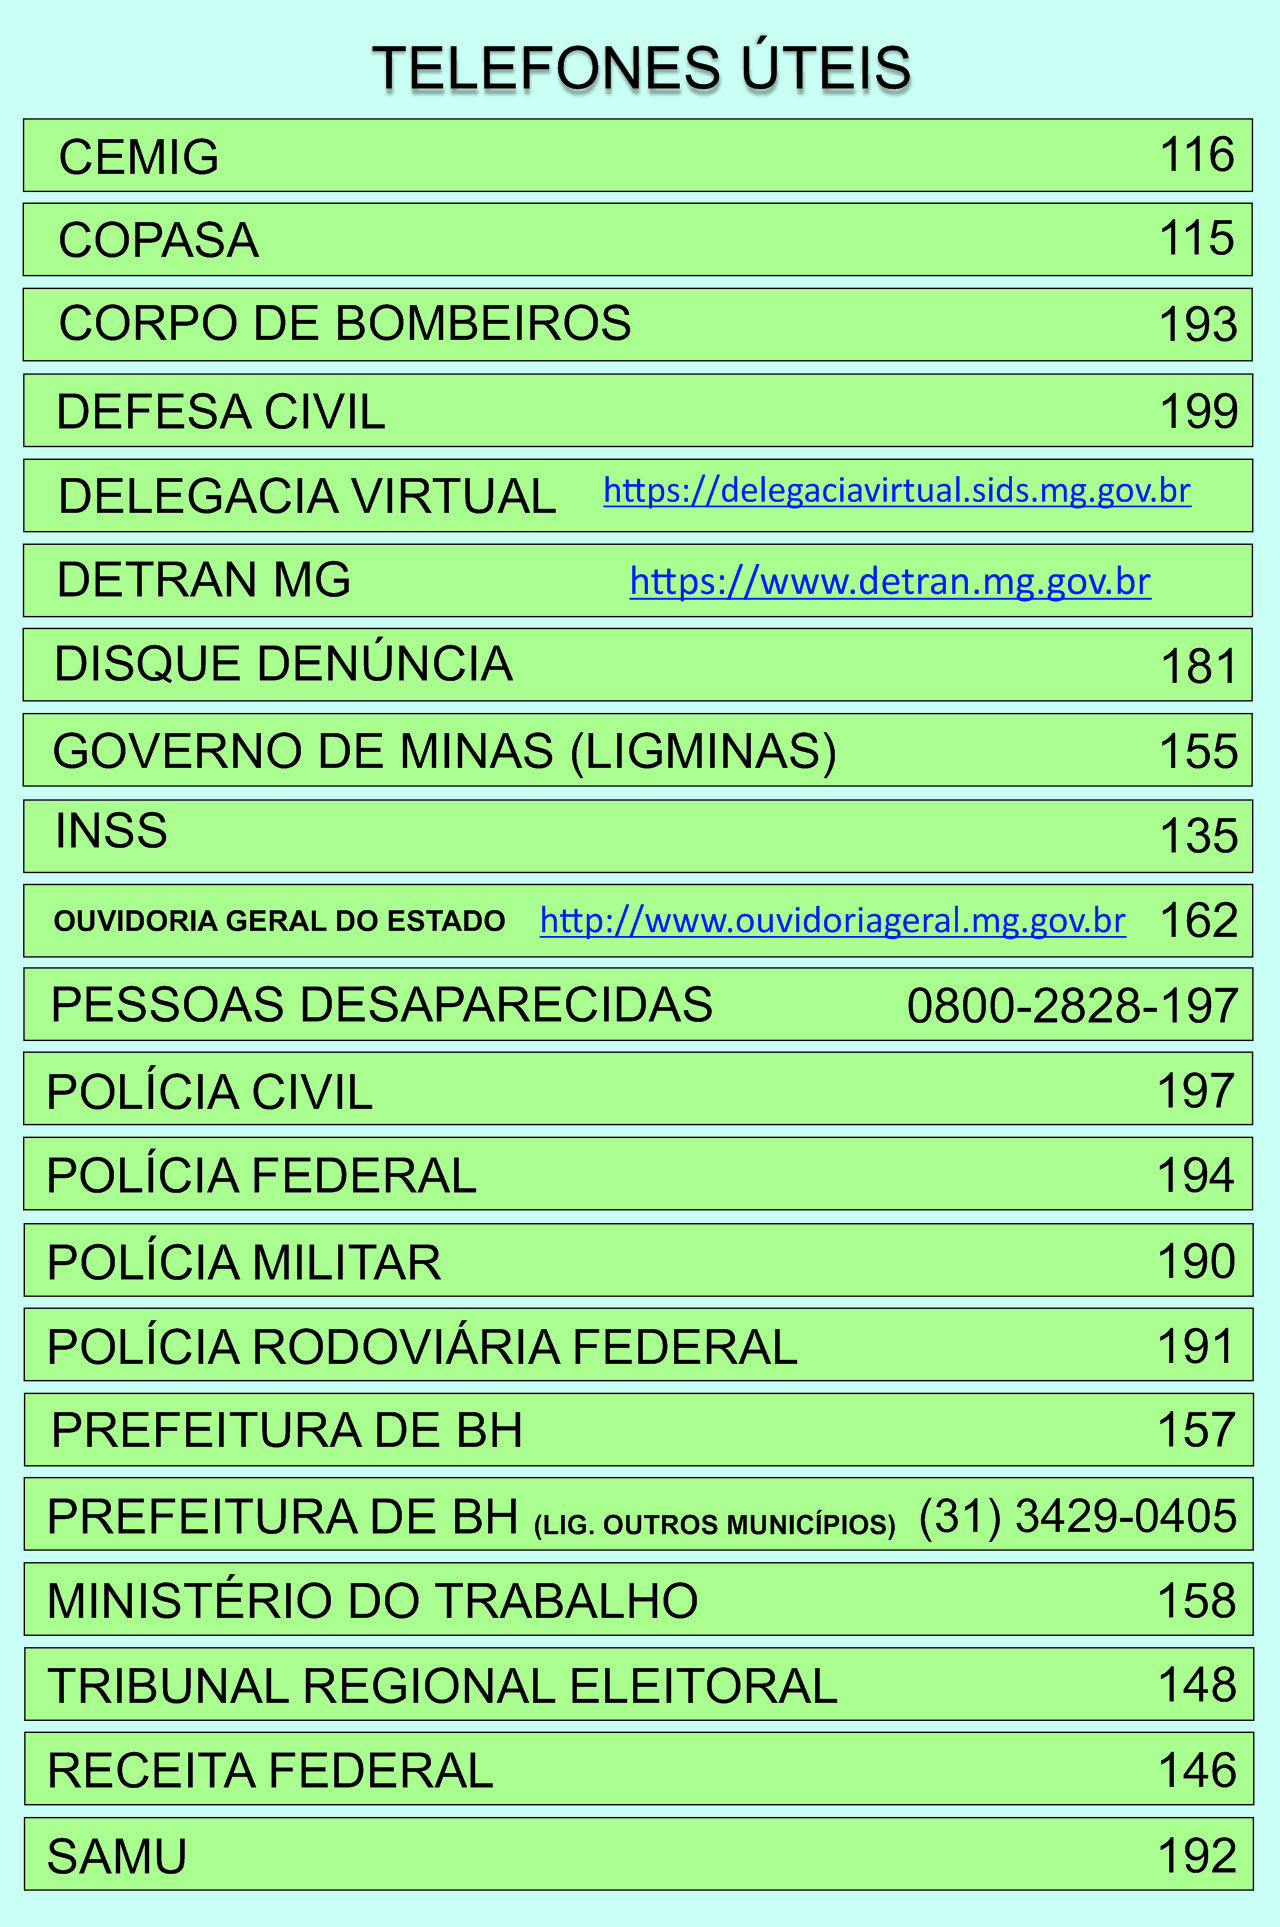 TELEFONES ÚTEIS
CEMIG 116
COPASA 115
CORPO DE BOMBEIROS 193
DEFESA CIVIL 199
DELEGACIA VIRTUAL https://delegaciavirtual.sids.mg.gov.br
DETRAN MG https://www.detran.mg.gov.br
DISQUE DENÚNCIA 181
GOVERNO DE MINAS (LIGMINAS) 155
INSS 135
OUVIDORIA GERAL DO ESTADO http://www.ouvidoriageral.mg.gov.br 162
PESSOAS DESAPARECIDAS 0800-2828-197
POLÍCIA CIVIL 197
POLÍCIA FEDERAL 194
POLÍCIA MILITAR 190
POLÍCIA RODOVIÁRIA FEDERAL 191
PREFEITURA DE BH 157
PREFEITURA DE BH (LIG. OUTROS MUNICÍPIOS) (31) 3429-0405
MINISTÉRIO DO TRABALHO 158
TRIBUNAL REGIONAL ELEITORAL 148
RECEITA FEDERAL 146
SAMU 192